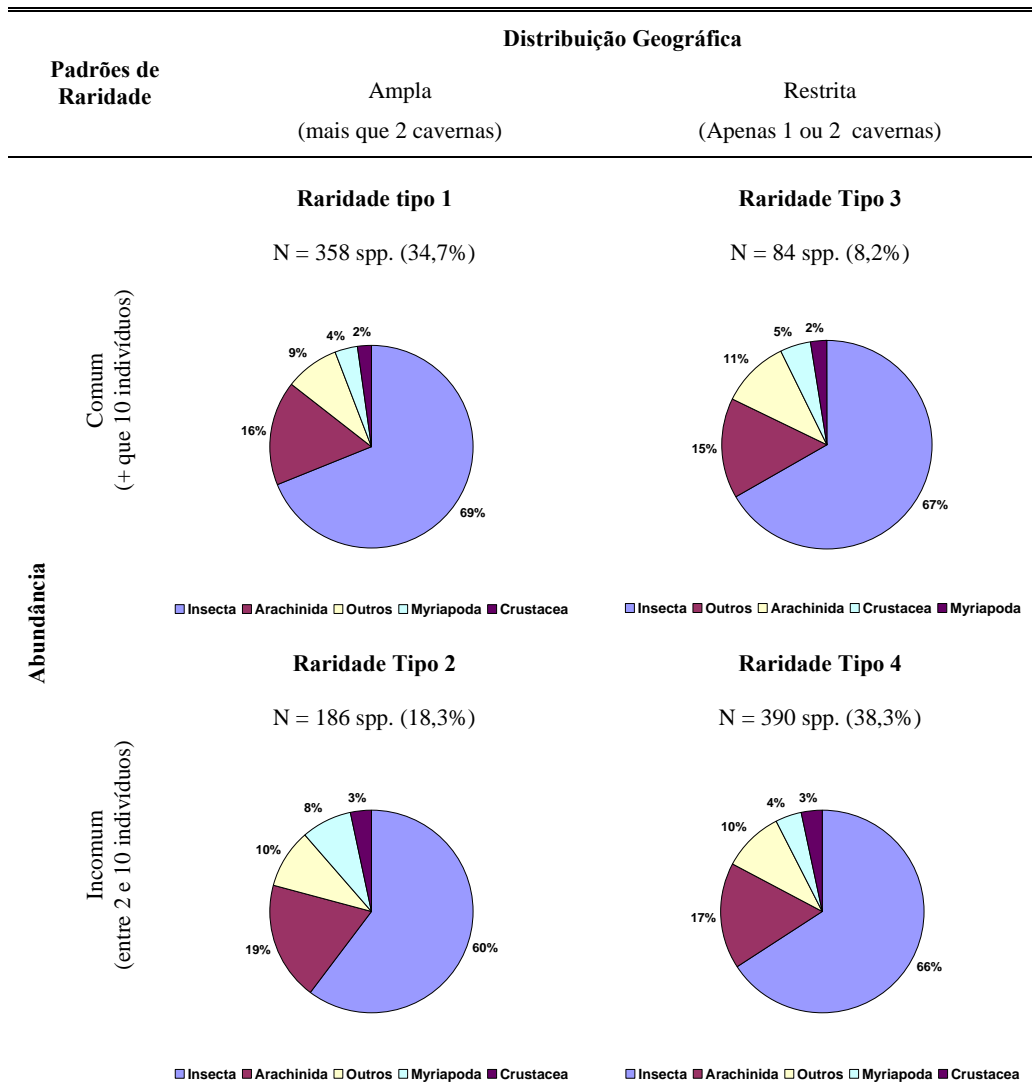 Padrões de
Raridade
Distribuição Geográfica
Ampla
(mais que 2 cavernas)
Restrita
(Apenas 1 ou 2 cavernas)
Abundância
Comum
(+ que 10 indivíduos)
Raridade tipo 1
N = 358 spp. (34,7%)
4%
2%
9%
16%
69%
Insecta Arachinida Outros Myriapoda Crustacea
Raridade Tipo 3
N = 84 spp. (8,2%)
5%
2%
11%
15%
67%
Insecta Outros Arachinida Crustacea Myriapoda
Incomum
(entre 2 e 10 indivíduos)
Raridade Tipo 2
N = 186 spp. (18,3%)
8%
3%
10%
19%
60%
Insecta Arachinida Outros Myriapoda Crustacea
Raridade Tipo 4
N = 390 spp. (38,3%)
4%
3%
10%
17%
66%
Insecta Arachinida Outros Myriapoda Crustacea